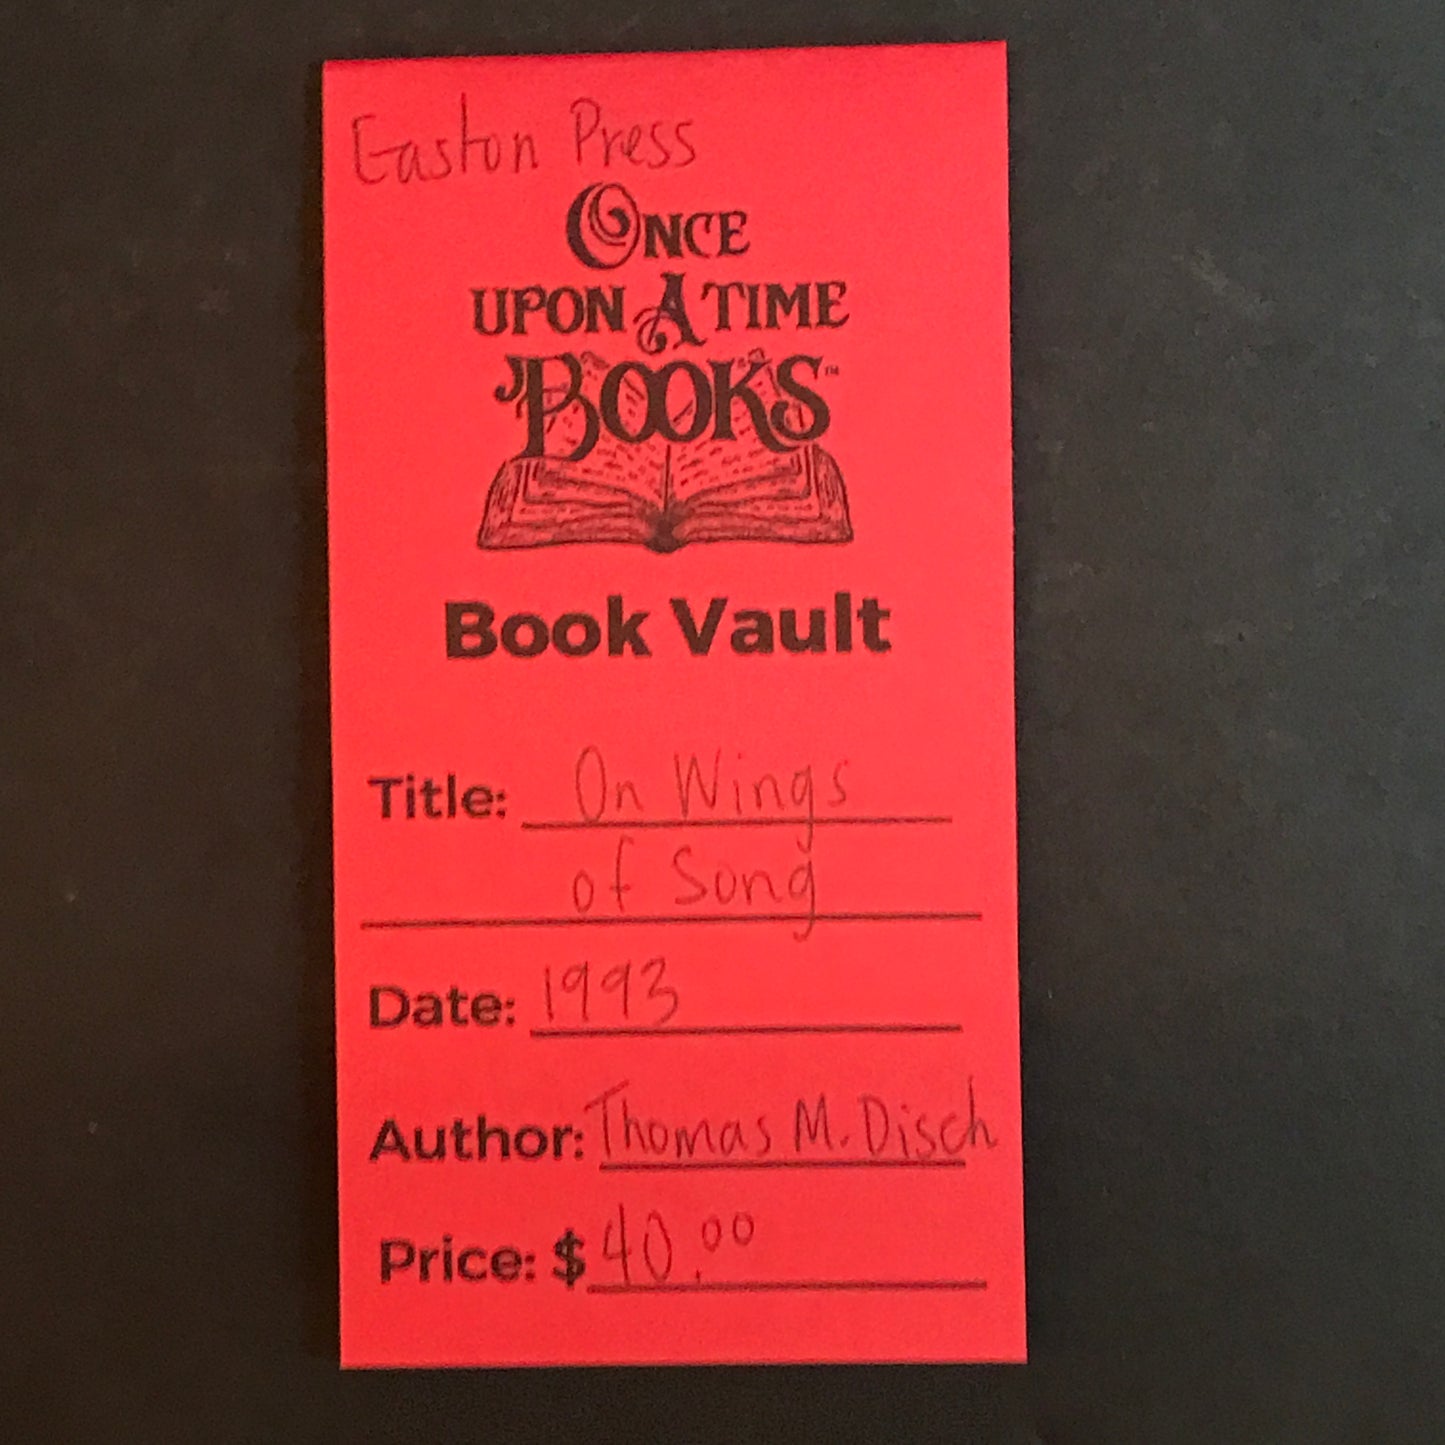 Easton Press
ONCE
UPON A TIME
BOOKS™
Book Vault
Title: On Wings
of Song
Date: 1993
Author: Thomas M. Disch
Price: $40.00